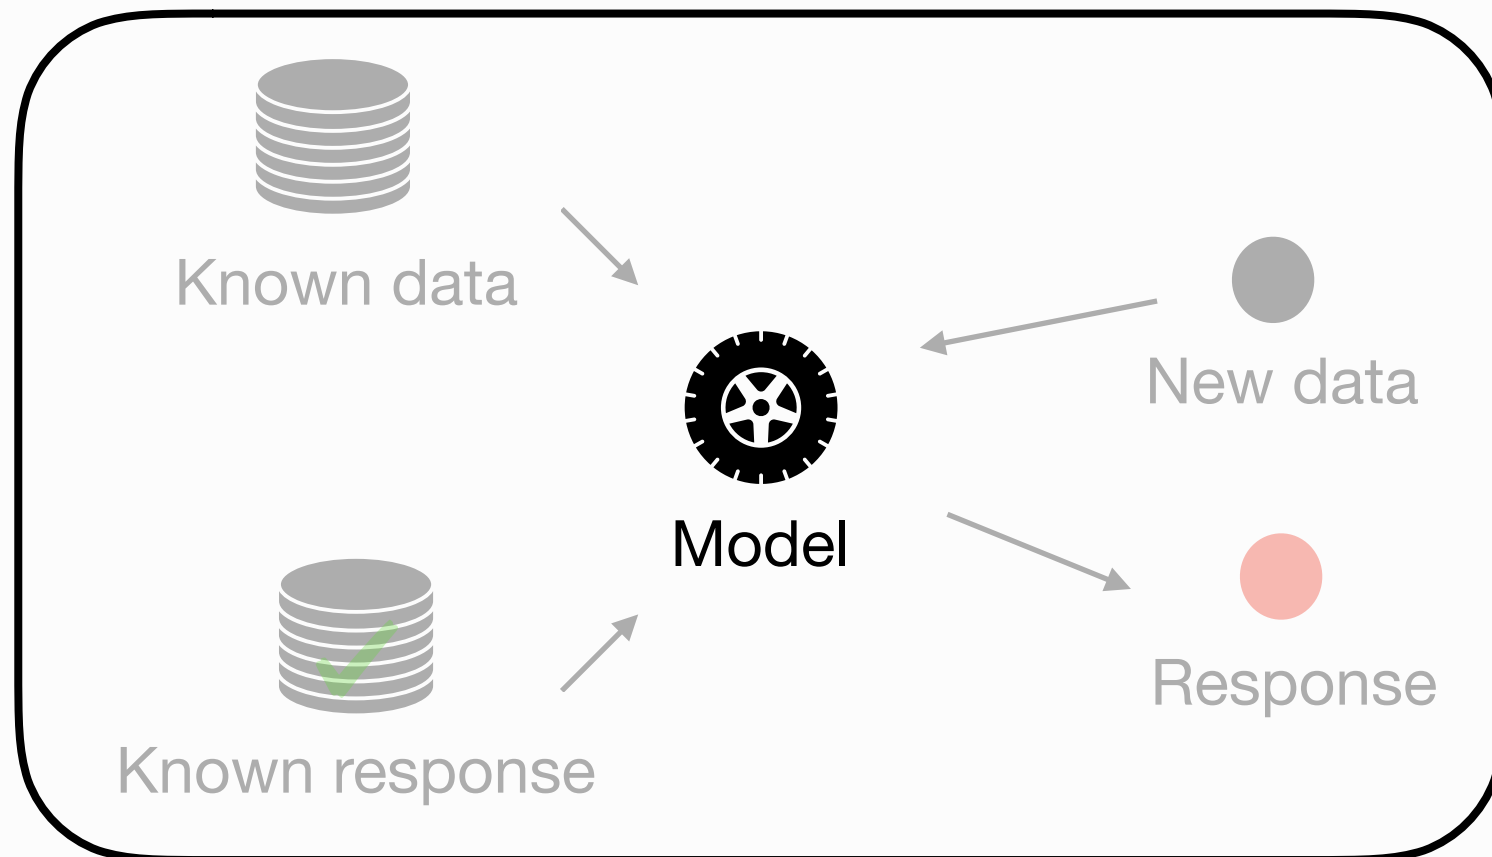 Known data
New data
Model
Response
Known response